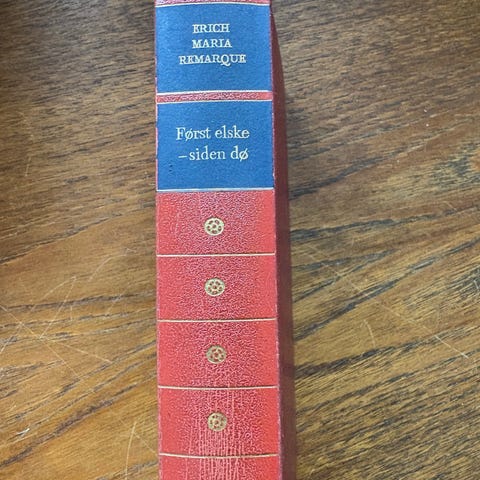 ERICH
MARIA
REMARQUE
Først elske
– siden dø